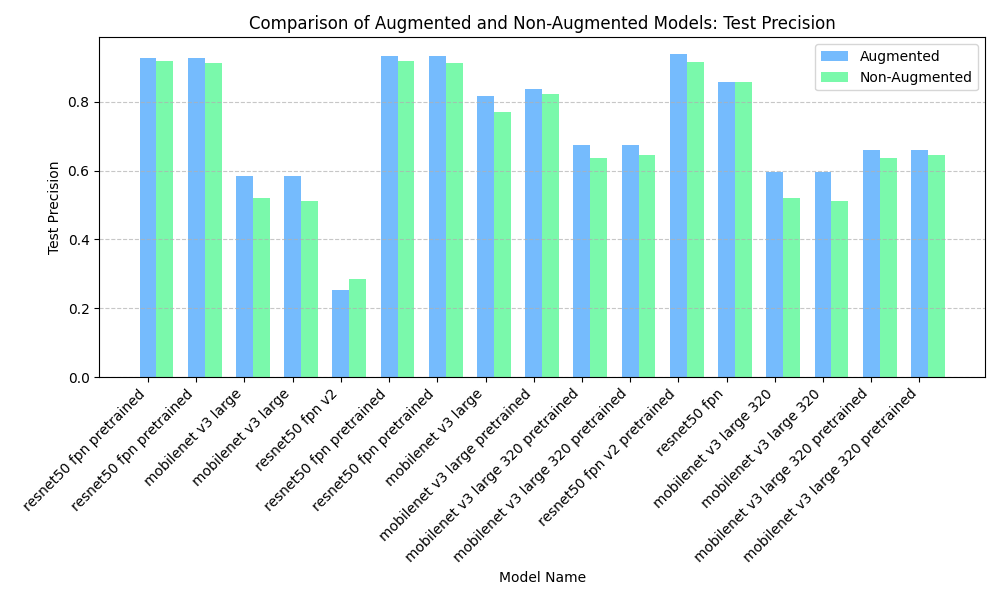 Comparison of Augmented and Non-Augmented Models: Test Precision
Augmented
Non-Augmented
Test Precision
0.8
0.6
0.4
0.2
0.0
resnet50 fpn pretrained
resnet50 fpn pretrained
mobilenet v3 large
mobilenet v3 large
resnet50 fpn v2
resnet50 fpn pretrained
resnet50 fpn pretrained
mobilenet v3 large
mobilenet v3 large pretrained
mobilenet v3 large 320 pretrained
mobilenet v3 large 320 pretrained
resnet50 fpn v2 pretrained
resnet50 fpn
mobilenet v3 large 320
mobilenet v3 large 320
mobilenet v3 large 320 pretrained
mobilenet v3 large 320 pretrained
Model Name